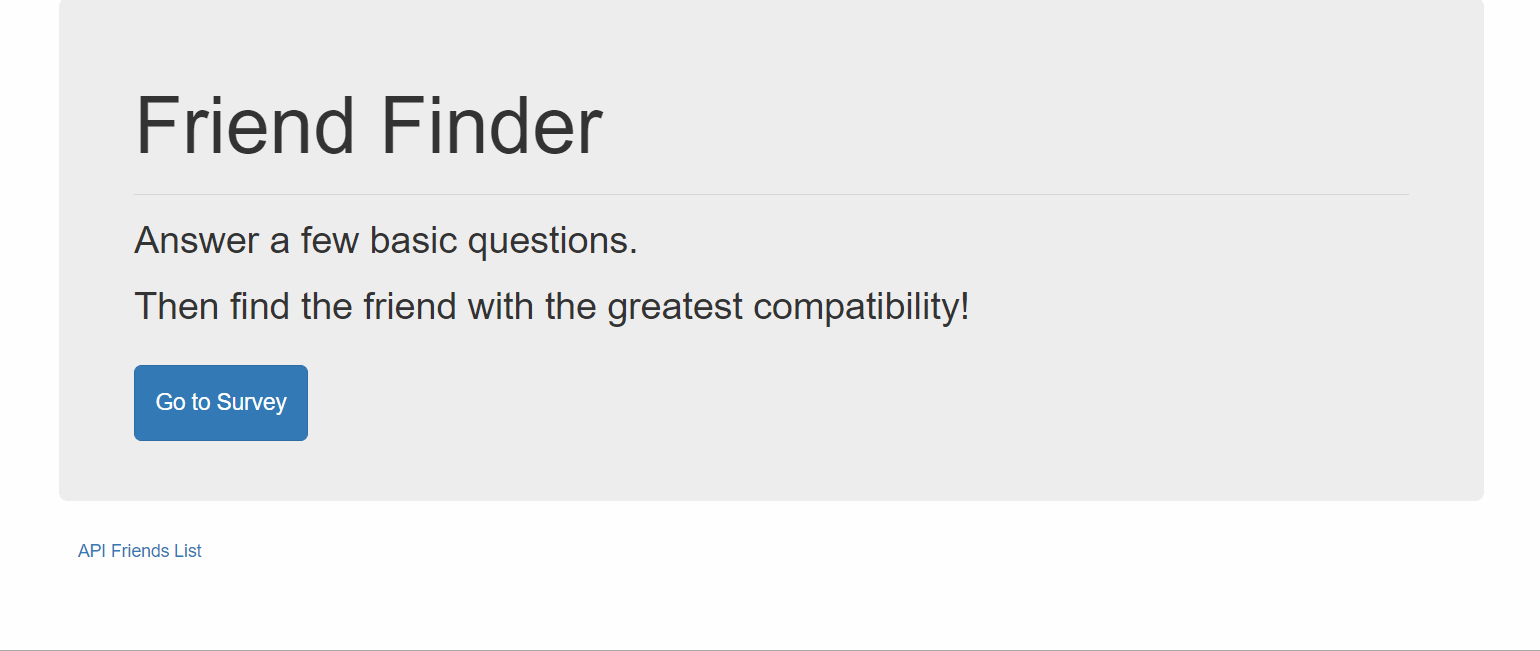 Friend Finder
Answer a few basic questions.
Then find the friend with the greatest compatibility!
Go to Survey
API Friends List